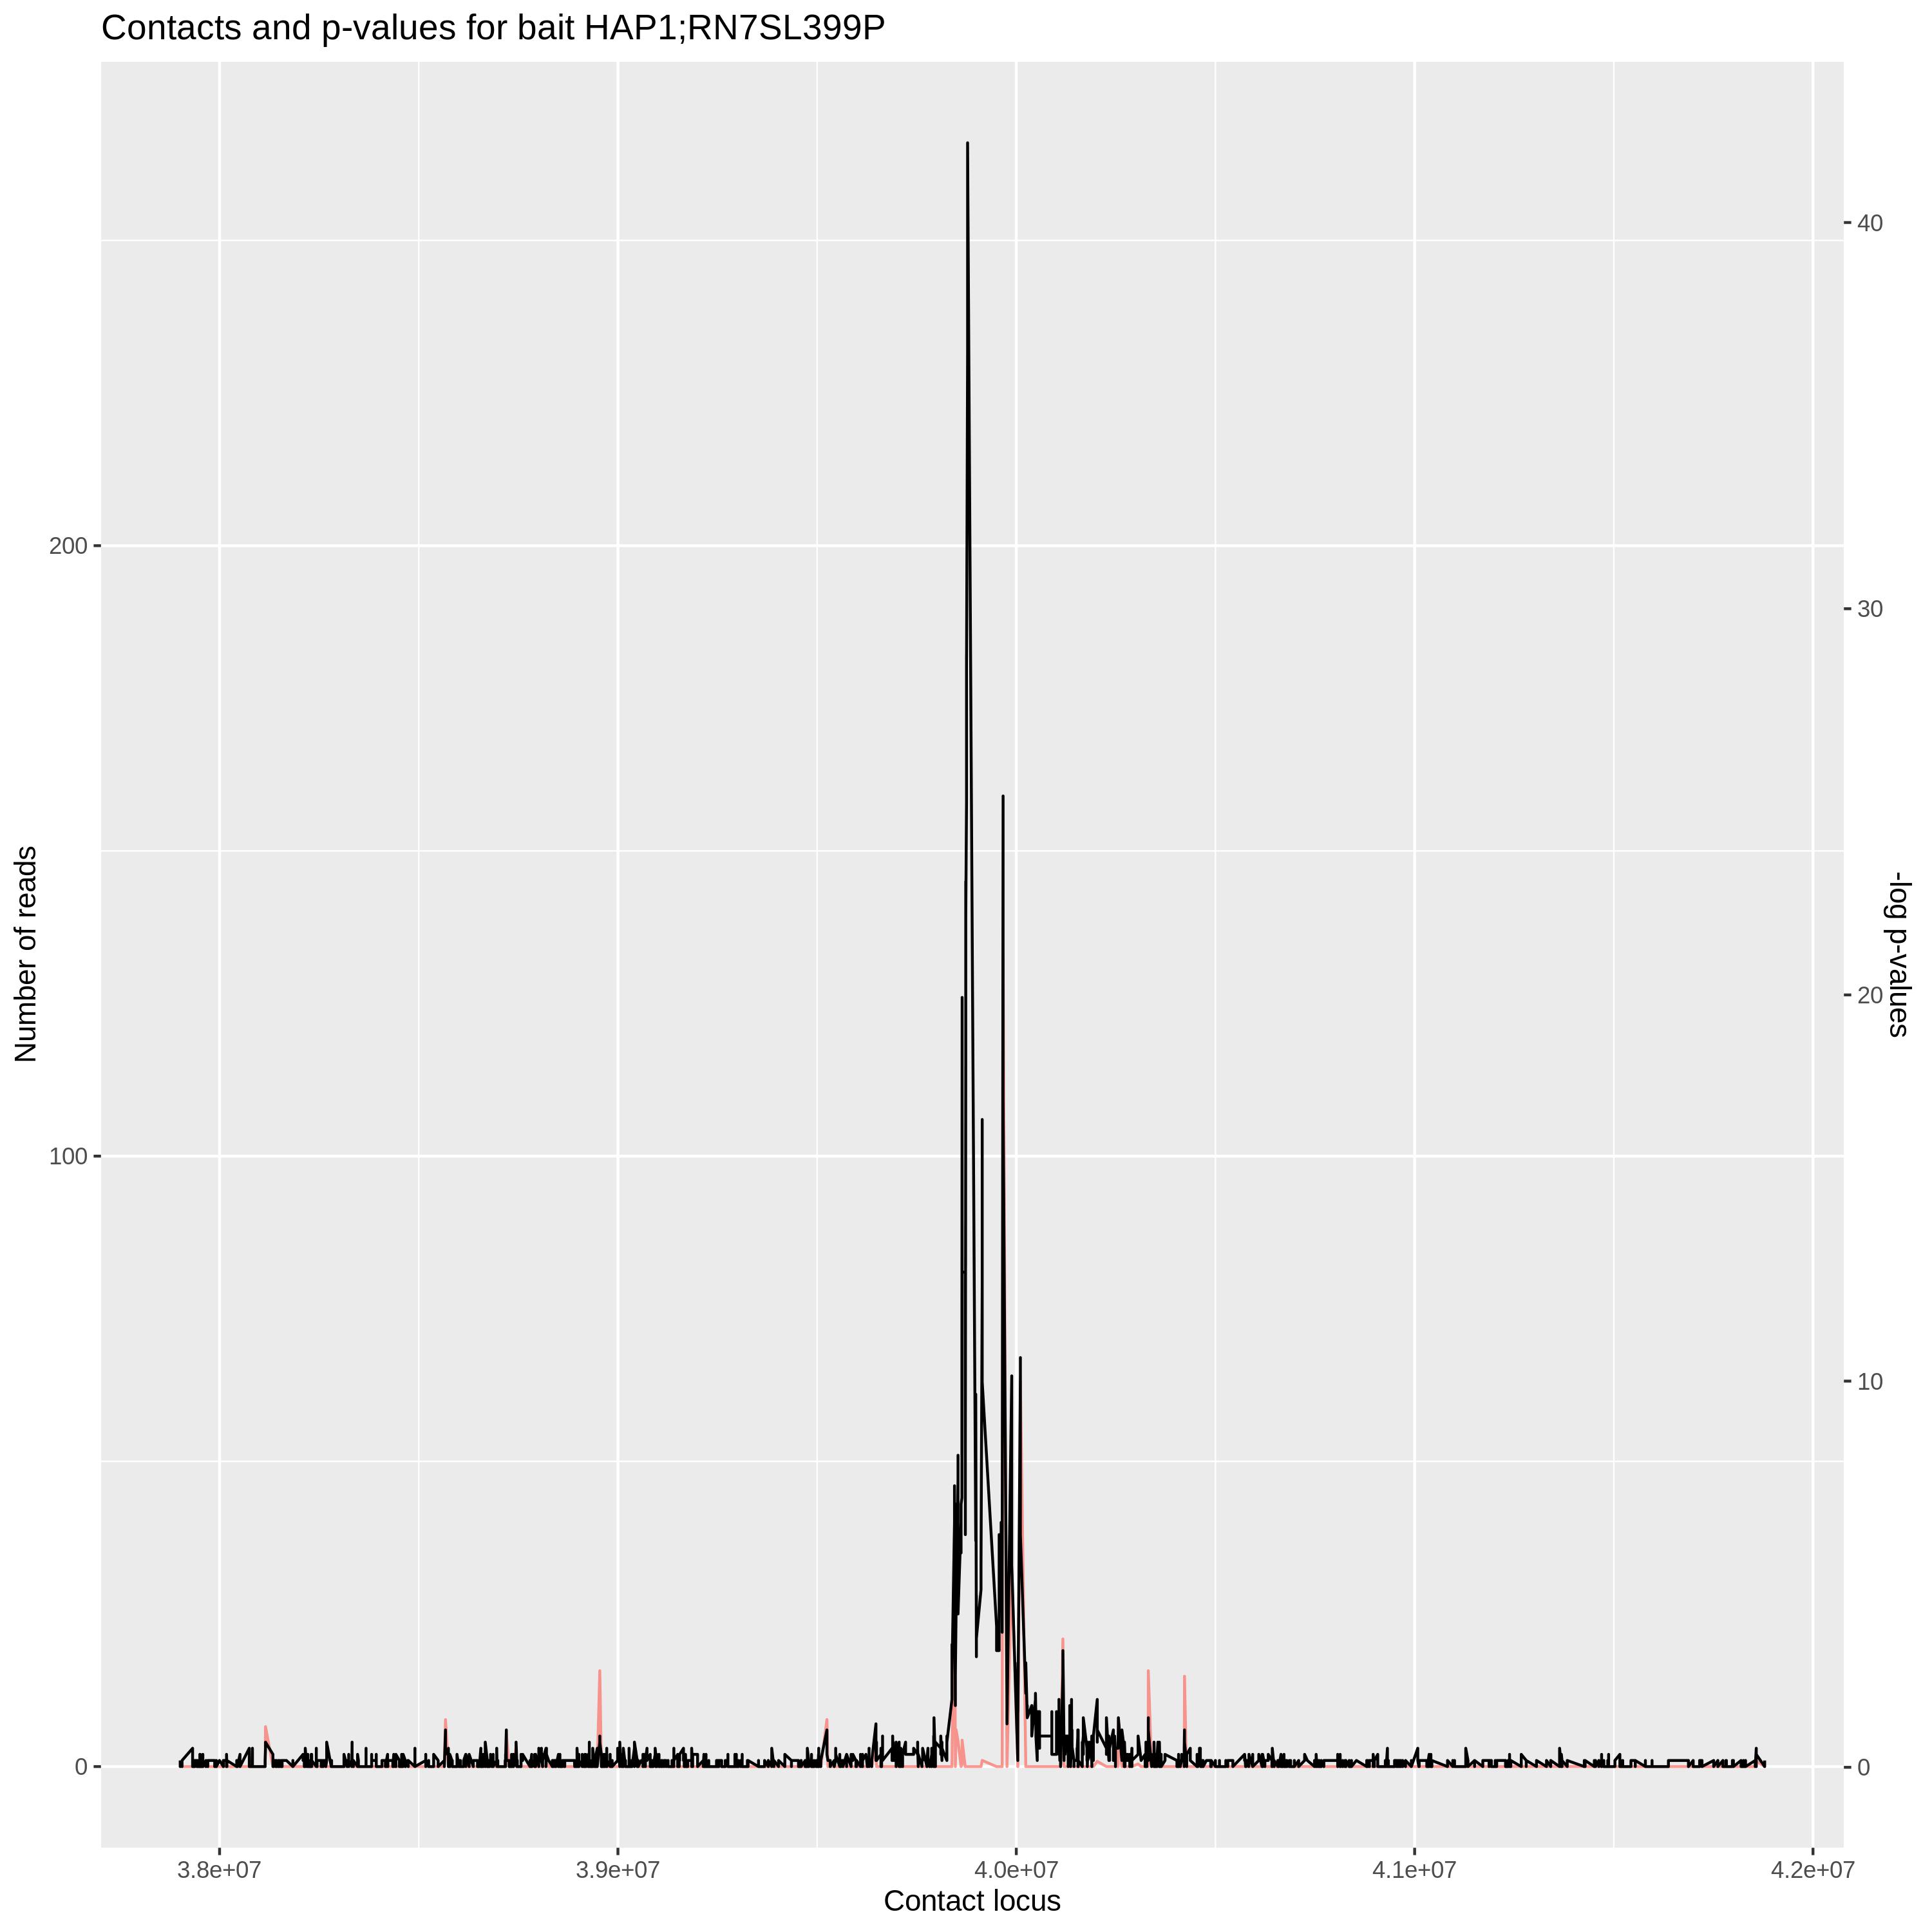 Contacts and p-values for bait HAP1;RN7SL399P
Number of reads
200
100
0
40
30
20
10
0
-log p-values
3.8e+07
3.9e+07
4.0e+07
4.1e+07
4.2e+07
Contact locus